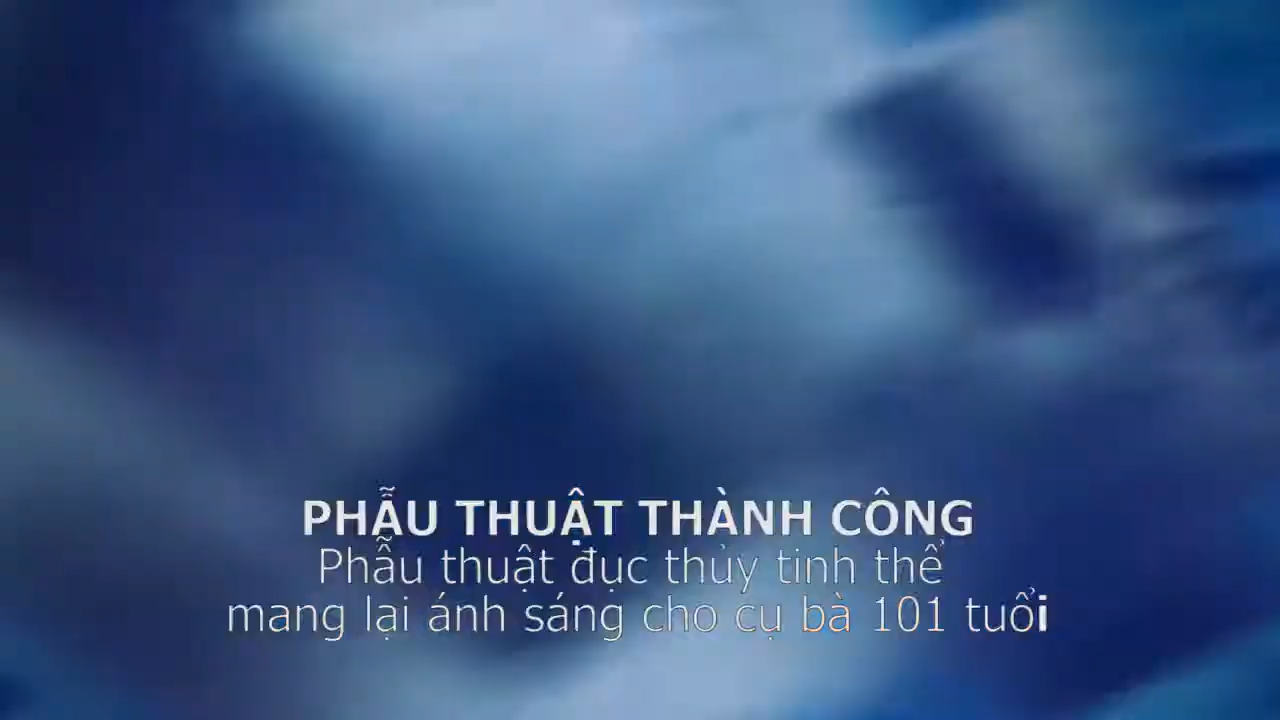 PHẪU THUẬT THÀNH CÔNG
Phẫu thuật đục thủy tinh thể
mang lại ánh sáng cho cụ bà 101 tuổi